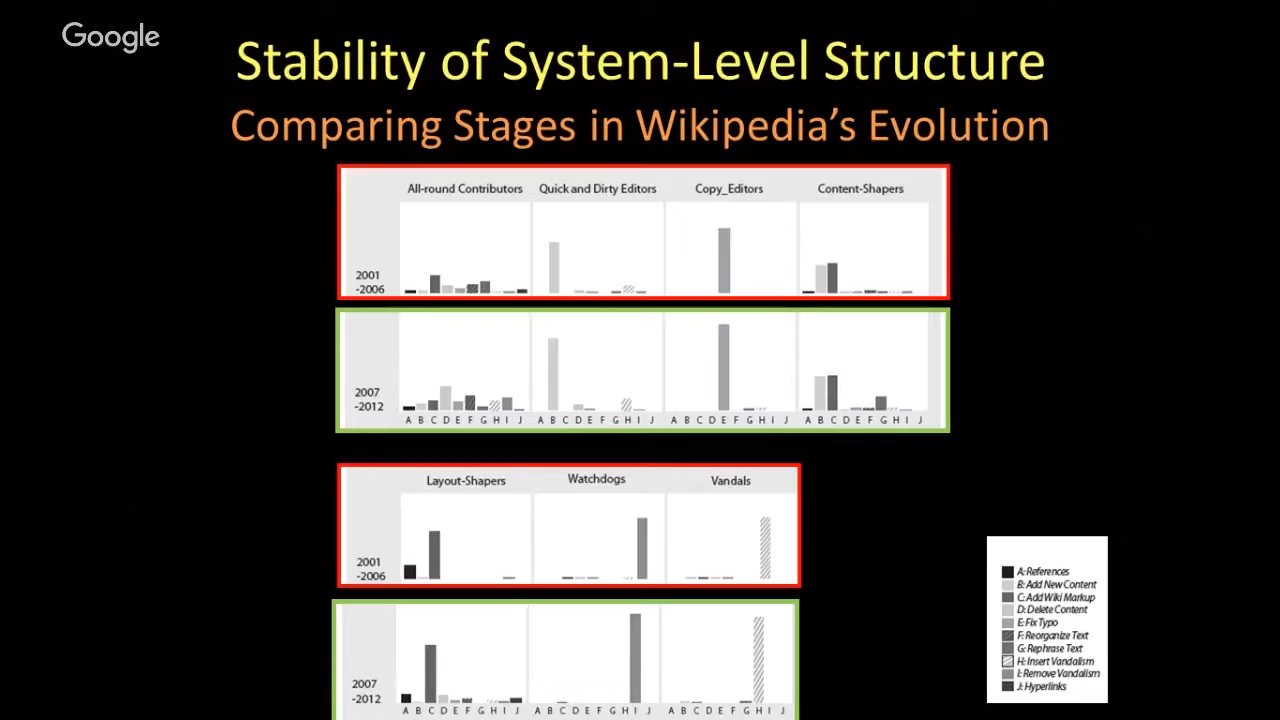 Google
Stability of System-Level Structure
Comparing Stages in Wikipedia's Evolution
All-round Contributors Quick and Dirty Editors Copy_Editors Content-Shapers
2001
-2006
2007
-2012
A B C D E F G H I J A B C D E F G H I J A B C D E F G H I J A B C D E F G H I J
Layout-Shapers Watchdogs Vandals
2001
-2006
2007
-2012
A B C D E F G H I J A B C D E F G H I J A B C D E F G H I J
A: References
B: Add New Content
C: Add Wiki Markup
D: Delete Content
E: Fix Typo
F: Reorganize Text
G: Rephrase Text
H: Insert Vandalism
I: Remove Vandalism
J: Hyperlinks